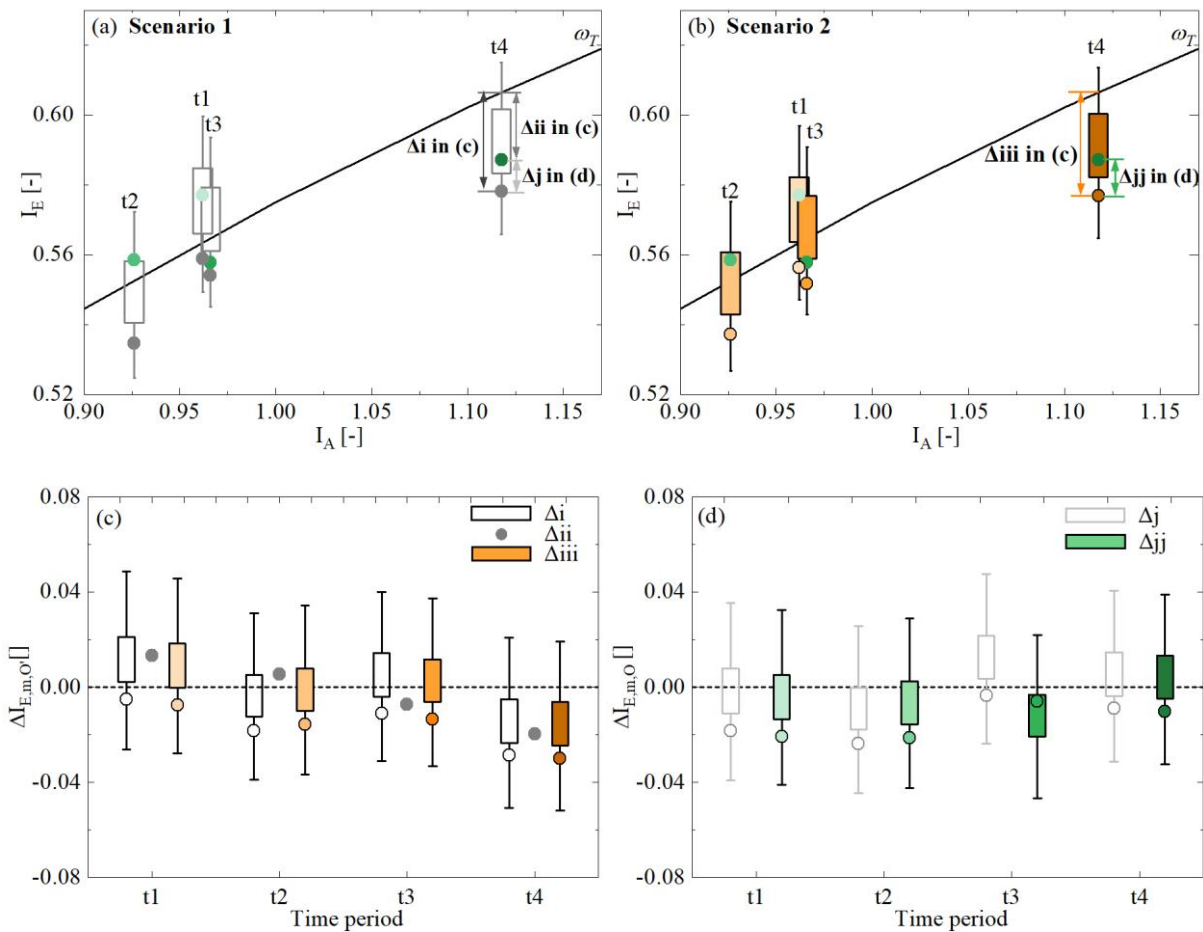 (a) Scenario 1
ω_T
t4
t1
t3
t2
Δi in (c)
Δii in (c)
Δj in (d)
0.60
0.56
0.52
I_E [-]
0.90 0.95 1.00 1.05 1.10 1.15
I_A [-]
(b) Scenario 2
ω_T
t4
t1
t3
t2
Δiii in (c)
Δjj in (d)
0.60
0.56
0.52
I_E [-]
0.90 0.95 1.00 1.05 1.10 1.15
I_A [-]
(c)
Δi
Δii
Δiii
0.08
0.04
0.00
-0.04
-0.08
ΔI_E,m,O'[]
t1 t2 t3 t4
Time period
(d)
Δj
Δjj
0.08
0.04
0.00
-0.04
-0.08
ΔI_E,m,O[]
t1 t2 t3 t4
Time period